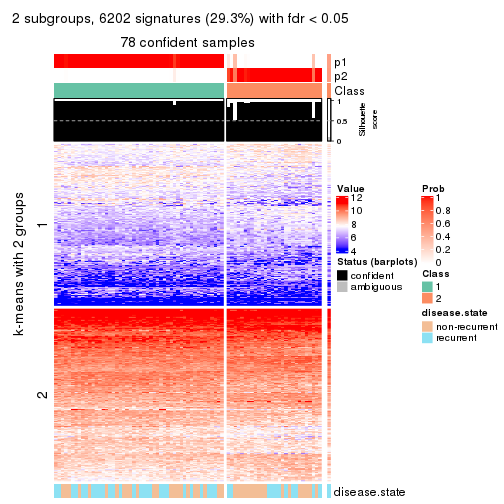 2 subgroups, 6202 signatures (29.3%) with fdr < 0.05
78 confident samples
p1
p2
Class
1
0.5
0
Silhouette
score
k-means with 2 groups
1
2
disease.state
Value
12
10
8
6
4
Status (barplots)
confident
ambiguous
Prob
1
0.8
0.6
0.4
0.2
0
Class
1
2
disease.state
non-recurrent
recurrent